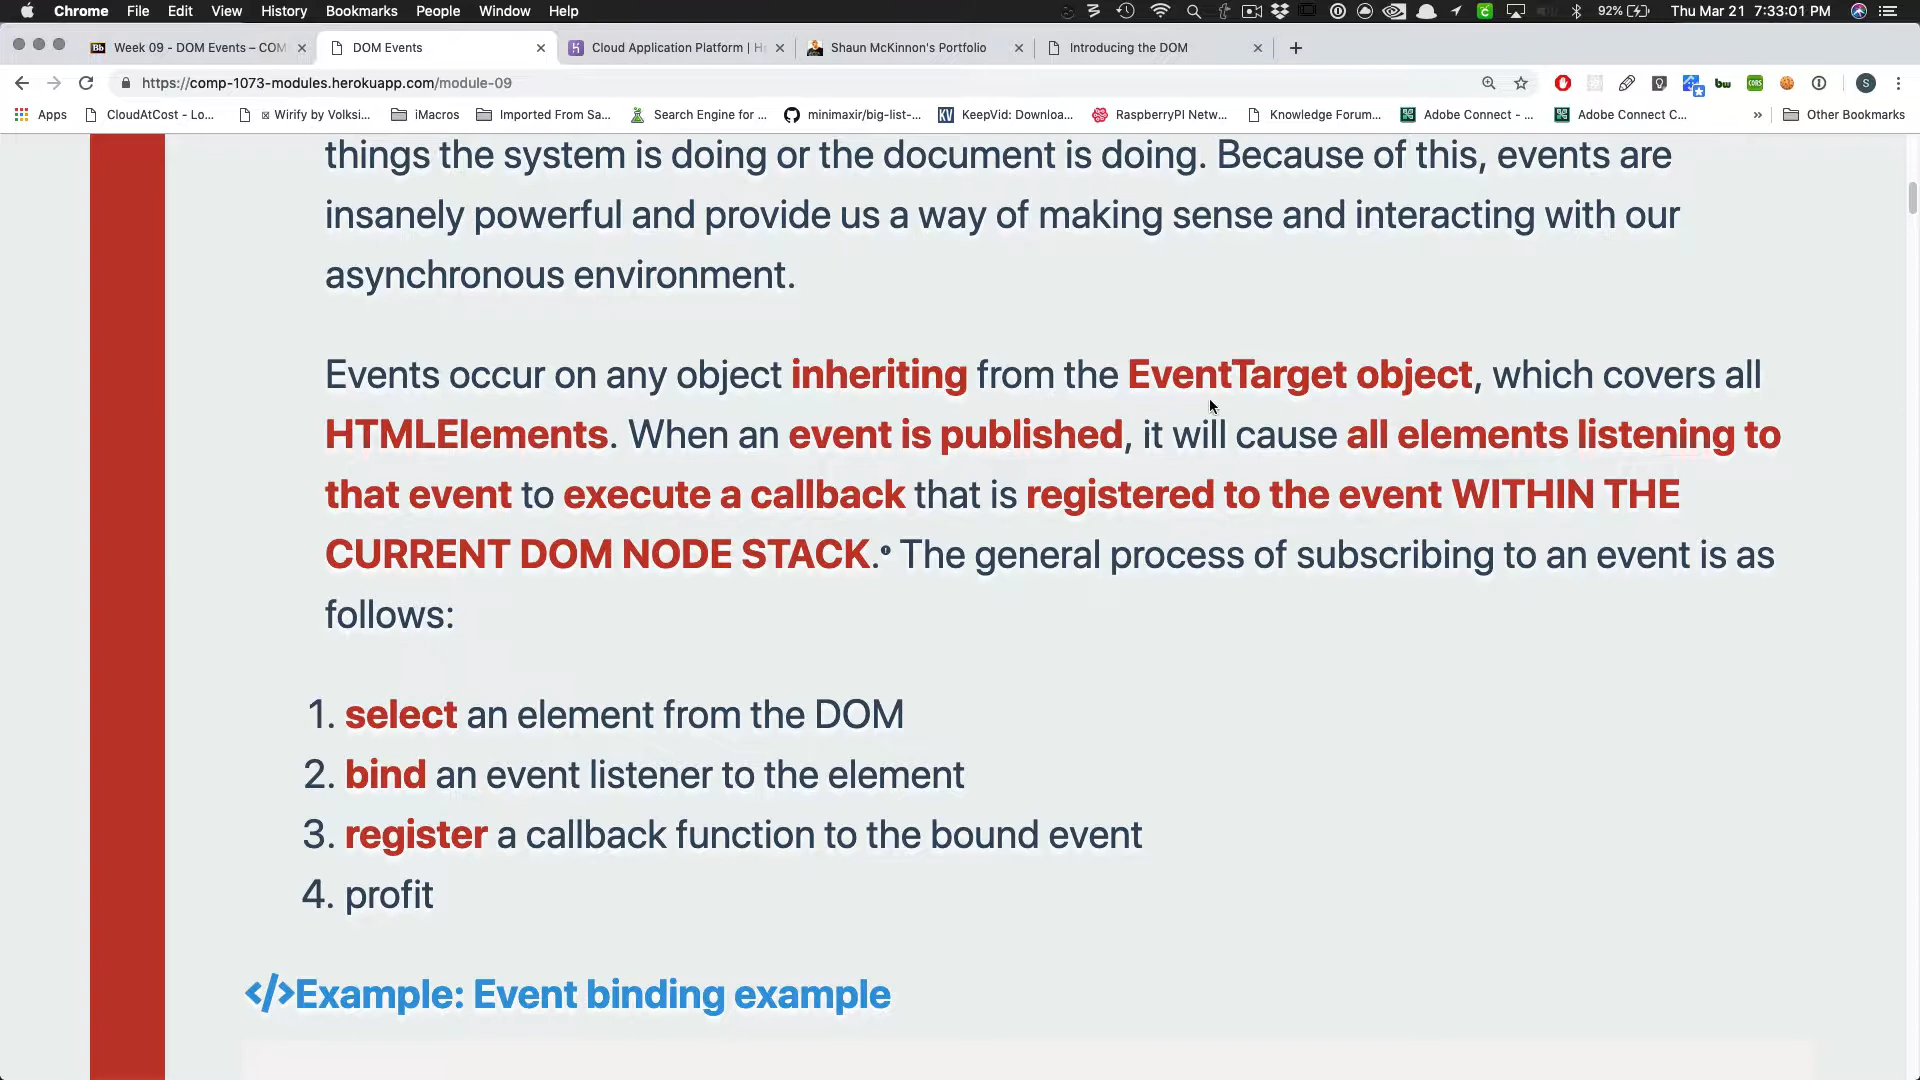 Chrome File Edit View History Bookmarks People Window Help 92% Thu Mar 21 7:33:01 PM
Week 09 - DOM Events – COM DOM Events Cloud Application Platform | H Shaun McKinnon's Portfolio Introducing the DOM
https://comp-1073-modules.herokuapp.com/module-09
Apps CloudAtCost - Lo... Wirify by Volksi... iMacros Imported From Sa... Search Engine for ... minimaxir/big-list-... KeepVid: Downloa... RaspberryPI Netw... Knowledge Forum... Adobe Connect - ... Adobe Connect C... » Other Bookmarks
things the system is doing or the document is doing. Because of this, events are
insanely powerful and provide us a way of making sense and interacting with our
asynchronous environment.
Events occur on any object inheriting from the EventTarget object, which covers all
HTMLElements. When an event is published, it will cause all elements listening to
that event to execute a callback that is registered to the event WITHIN THE
CURRENT DOM NODE STACK. The general process of subscribing to an event is as
follows:
1. select an element from the DOM
2. bind an event listener to the element
3. register a callback function to the bound event
4. profit
</>Example: Event binding example